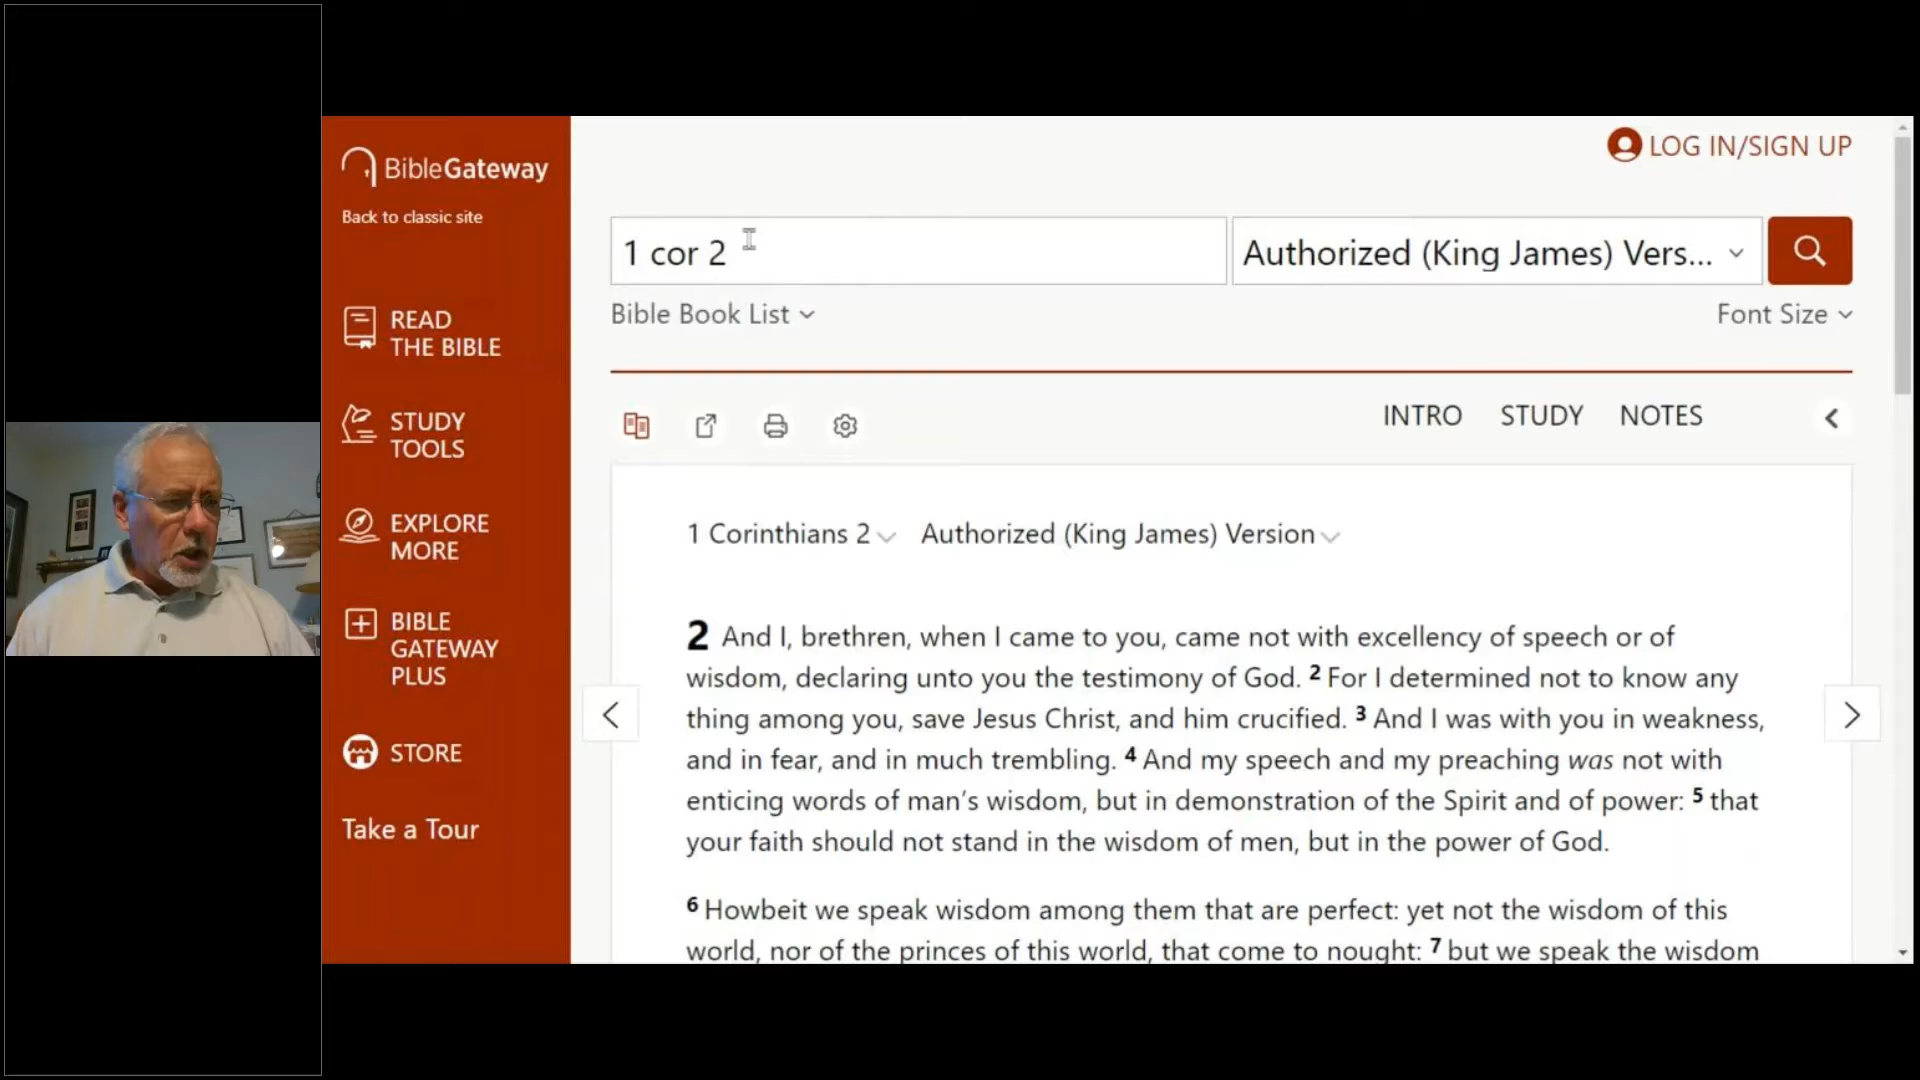 BibleGateway
Back to classic site
READ
THE BIBLE
STUDY
TOOLS
EXPLORE
MORE
BIBLE
GATEWAY
PLUS
STORE
Take a Tour
LOG IN/SIGN UP
1 cor 2
Authorized (King James) Vers...
Bible Book List
Font Size
INTRO STUDY NOTES
1 Corinthians 2 Authorized (King James) Version
2 And I, brethren, when I came to you, came not with excellency of speech or of
wisdom, declaring unto you the testimony of God. 2 For I determined not to know any
thing among you, save Jesus Christ, and him crucified. 3 And I was with you in weakness,
and in fear, and in much trembling. 4 And my speech and my preaching was not with
enticing words of man’s wisdom, but in demonstration of the Spirit and of power: 5 that
your faith should not stand in the wisdom of men, but in the power of God.
6 Howbeit we speak wisdom among them that are perfect: yet not the wisdom of this
world, nor of the princes of this world, that come to nought: 7 but we speak the wisdom